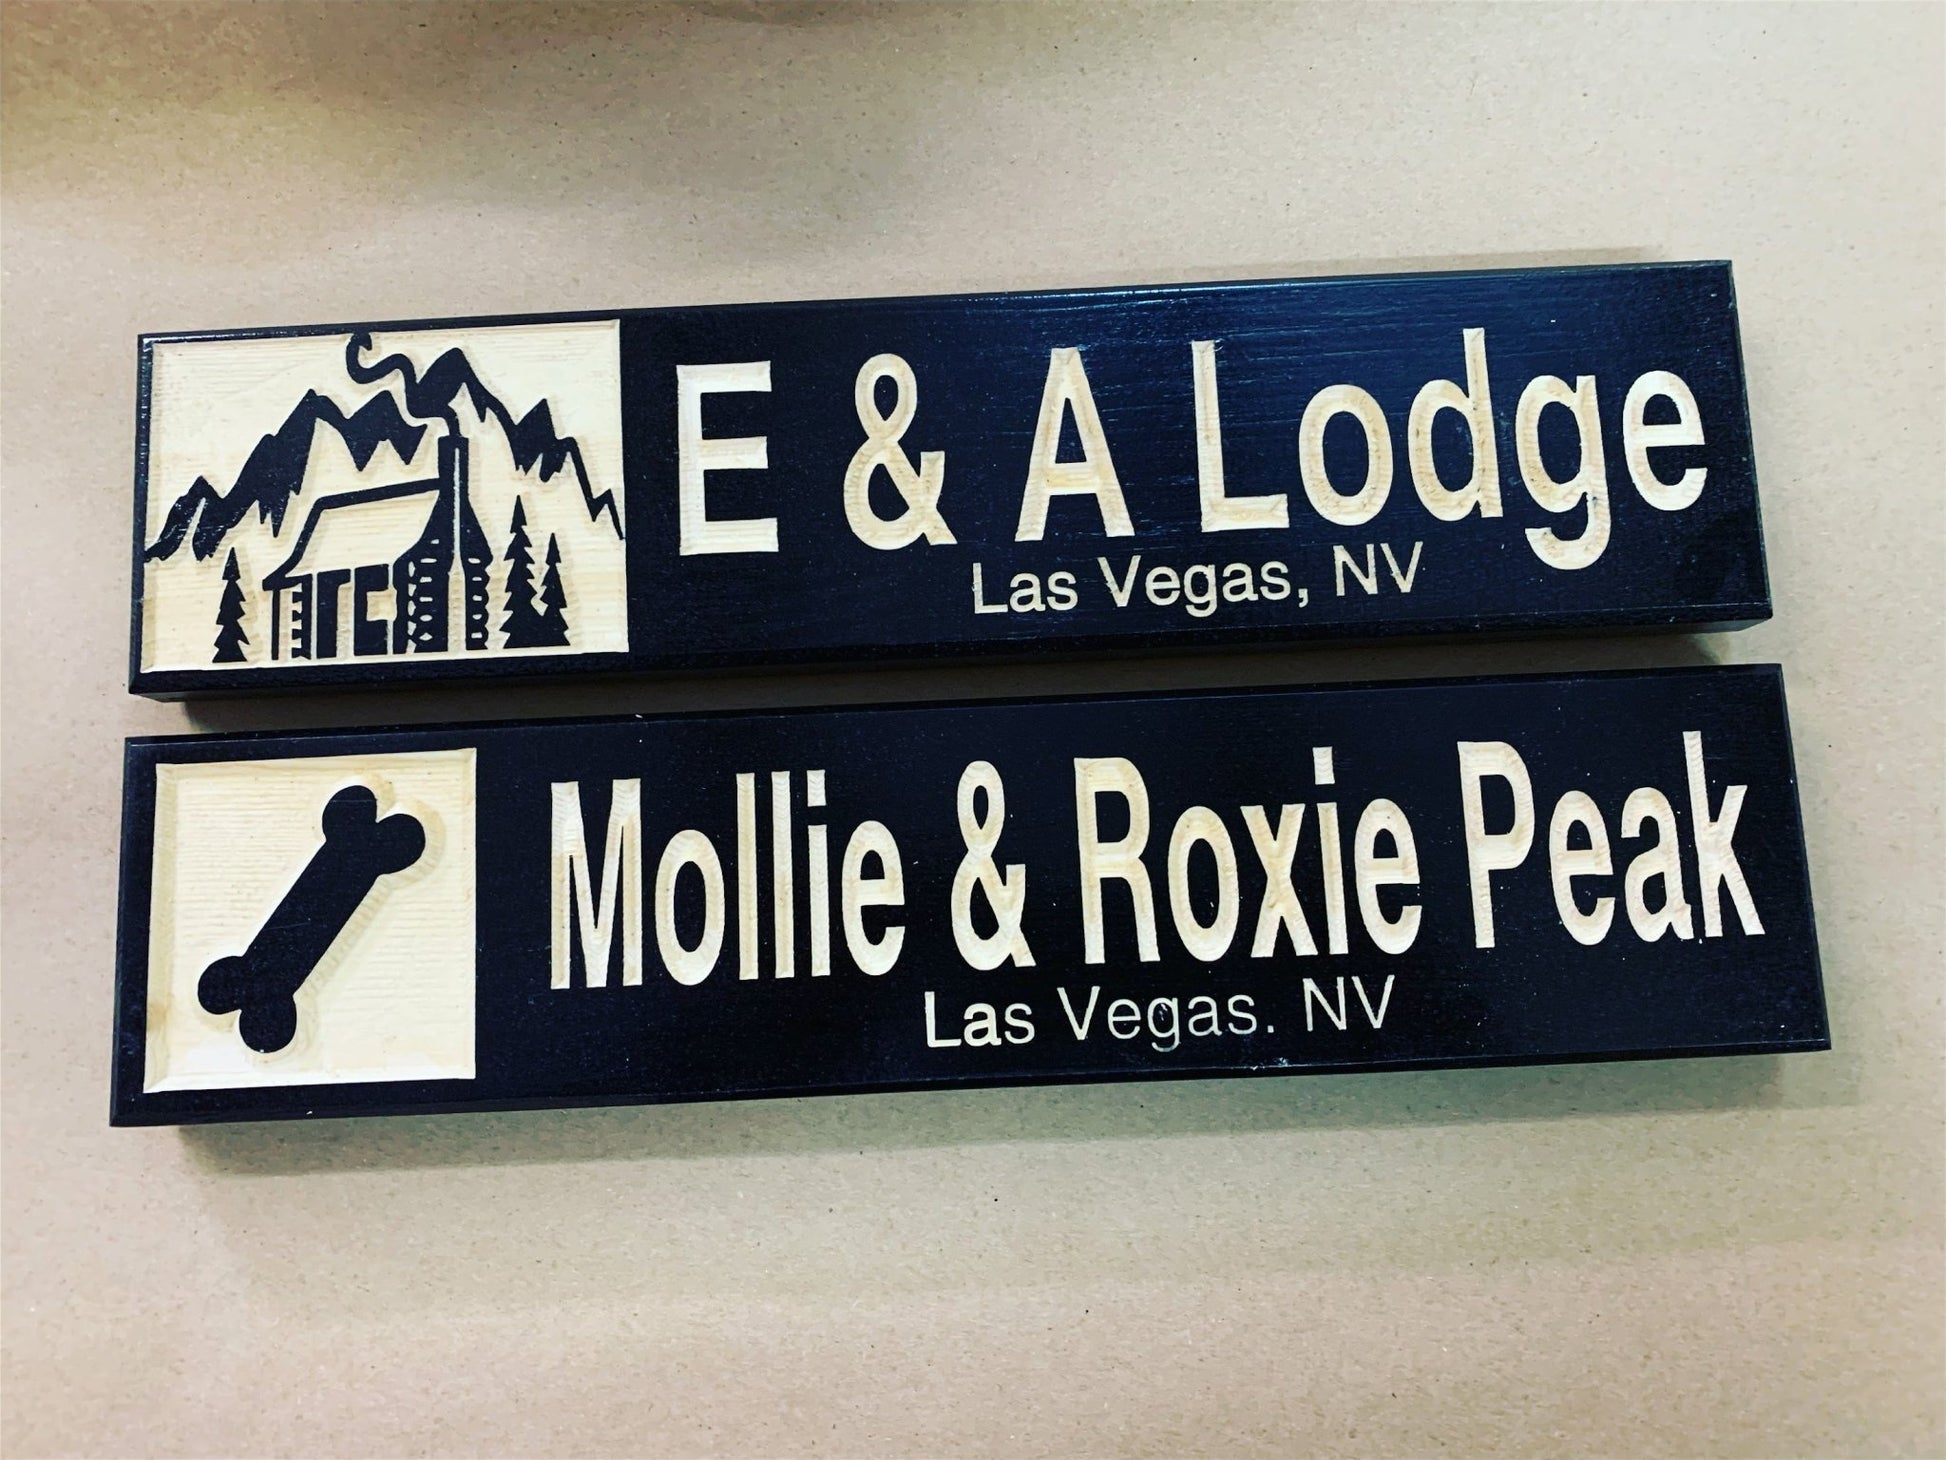 E & A Lodge
Las Vegas, NV
Mollie & Roxie Peak
Las Vegas. NV